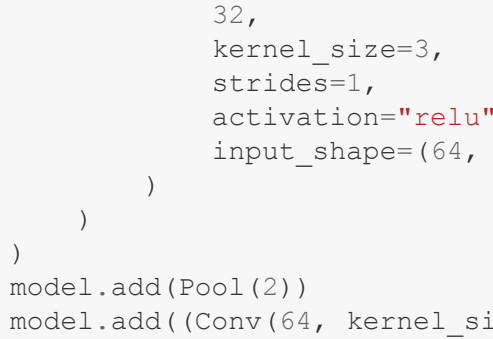 32,
kernel_size=3,
strides=1,
activation="relu"
input_shape=(64,
)
)
)
model.add(Pool(2))
model.add((Conv(64, kernel_si